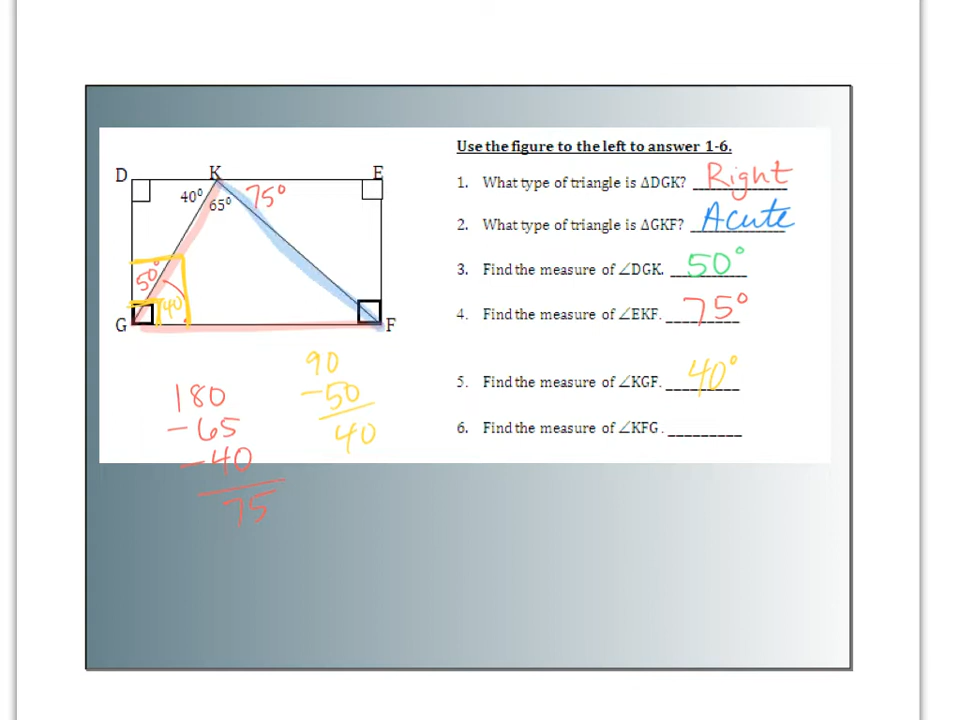 Use the figure to the left to answer 1-6.
D K E
40⁰ 65⁰ 75°
1. What type of triangle is ΔDGK? Right
2. What type of triangle is ΔGKF? Acute
3. Find the measure of ∠DGK. 50°
50°
40
G F
4. Find the measure of ∠EKF. 75°
5. Find the measure of ∠KGF. 40°
6. Find the measure of ∠KFG. _________
180
- 65
- 40
75
90
- 50
40